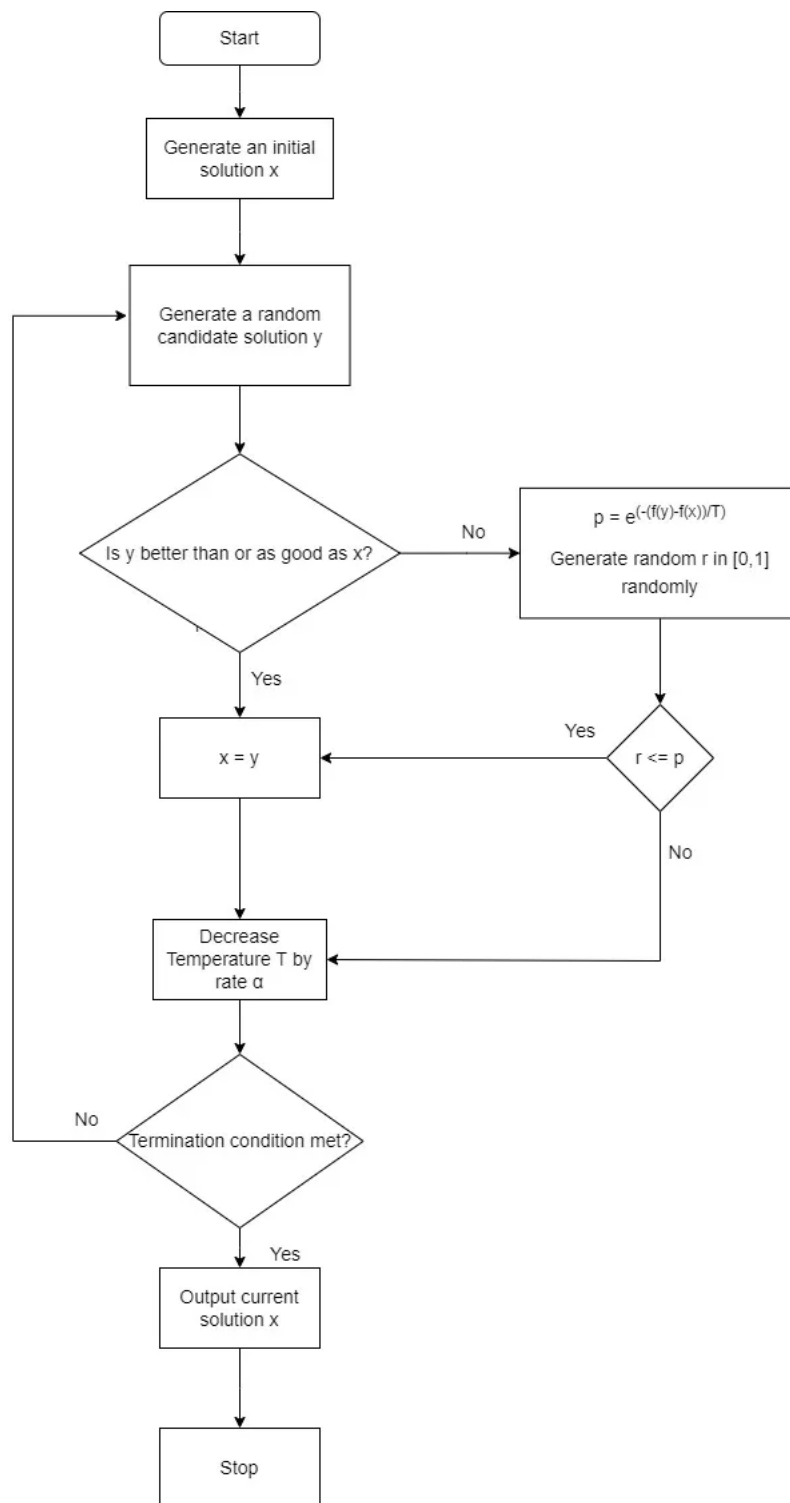 Start
Generate an initial
solution x
Generate a random
candidate solution y
Is y better than or as good as x?
No
p = e(-(f(y)-f(x))/T)
Generate random r in [0,1]
randomly
Yes
x = y
Yes
r <= p
No
Decrease
Temperature T by
rate α
No
Termination condition met?
Yes
Output current
solution x
Stop